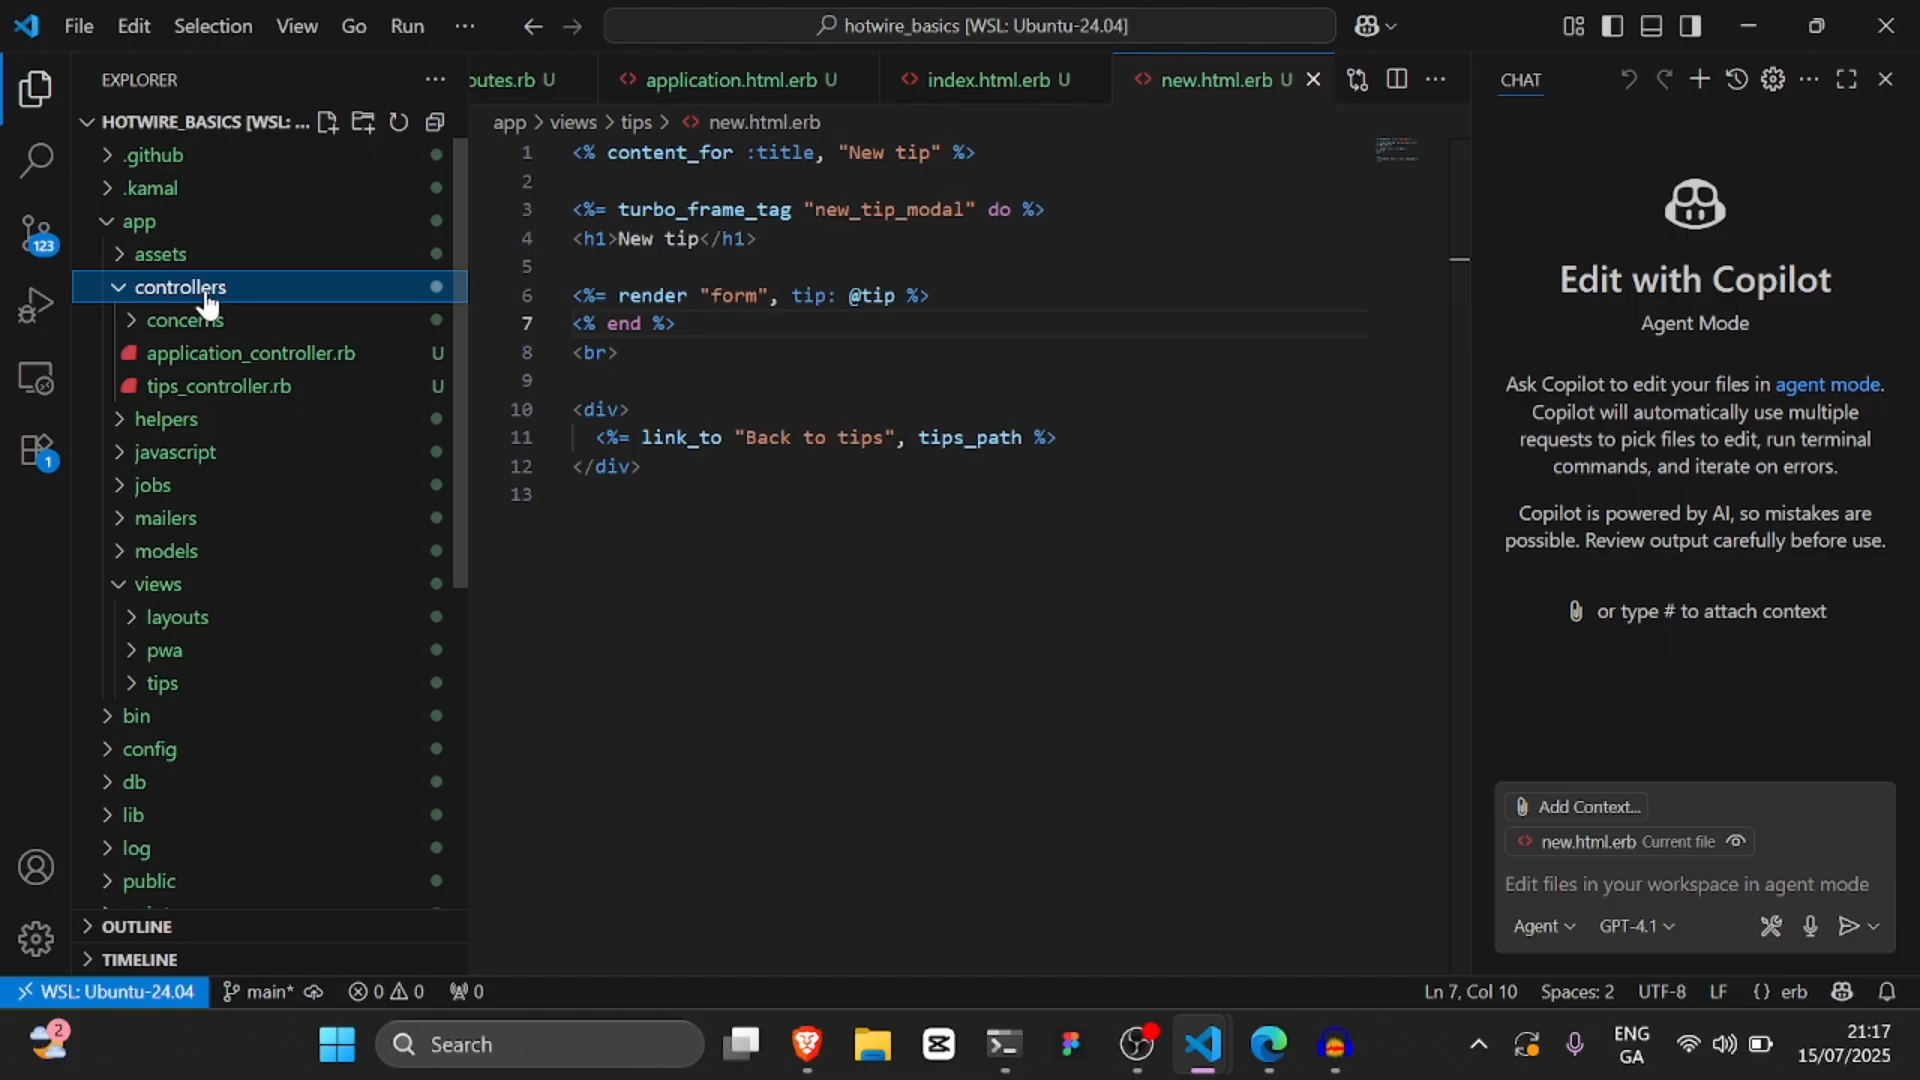 File Edit Selection View Go Run
hotwire_basics [WSL: Ubuntu-24.04]
EXPLORER
HOTWIRE_BASICS [WSL: ...
.github
.kamal
app
assets
controllers
concerns
application_controller.rb U
tips_controller.rb U
helpers
javascript
jobs
mailers
models
views
layouts
pwa
tips
bin
config
db
lib
log
public
OUTLINE
TIMELINE
outes.rb U
application.html.erb U
index.html.erb U
new.html.erb U
app > views > tips > new.html.erb
1 <% content_for :title, "New tip" %>
2
3 <%= turbo_frame_tag "new_tip_modal" do %>
4 <h1>New tip</h1>
5
6 <%= render "form", tip: @tip %>
7 <% end %>
8 <br>
9
10 <div>
11 <%= link_to "Back to tips", tips_path %>
12 </div>
13
CHAT
Edit with Copilot
Agent Mode
Ask Copilot to edit your files in agent mode.
Copilot will automatically use multiple
requests to pick files to edit, run terminal
commands, and iterate on errors.
Copilot is powered by AI, so mistakes are
possible. Review output carefully before use.
or type # to attach context
Add Context...
new.html.erb Current file
Edit files in your workspace in agent mode
Agent GPT-4.1
123
1
WSL: Ubuntu-24.04 main* 0 0 0
Ln 7, Col 10 Spaces: 2 UTF-8 LF {} erb
2
Search
ENG
GA
21:17
15/07/2025